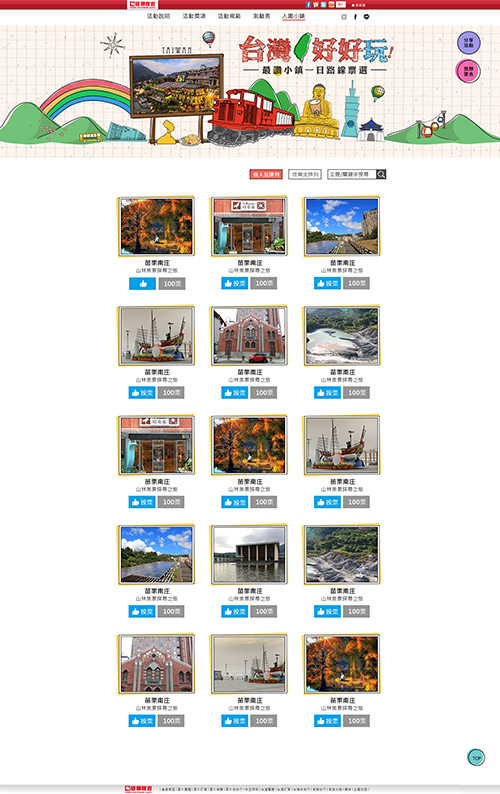 活動說明 活動獎項 活動規範 測驗頁 人氣小鎮
TAIWAN
台灣好好玩!
最讚小鎮一日路線票選
分享
活動
我想
要去
依人氣排列 依角色排列 主題/關鍵字搜尋
苗栗南庄 苗栗南庄 苗栗南庄
山林美景探尋之旅 山林美景探尋之旅 山林美景探尋之旅
100票 投票 100票 投票 100票
苗栗南庄 苗栗南庄 苗栗南庄
山林美景探尋之旅 山林美景探尋之旅 山林美景探尋之旅
投票 100票 投票 100票 投票 100票
苗栗南庄 苗栗南庄 苗栗南庄
山林美景探尋之旅 山林美景探尋之旅 山林美景探尋之旅
投票 100票 投票 100票 投票 100票
苗栗南庄 苗栗南庄 苗栗南庄
山林美景探尋之旅 山林美景探尋之旅 山林美景探尋之旅
投票 100票 投票 100票 投票 100票
苗栗南庄 苗栗南庄 苗栗南庄
山林美景探尋之旅 山林美景探尋之旅 山林美景探尋之旅
投票 100票 投票 100票 投票 100票
TOP